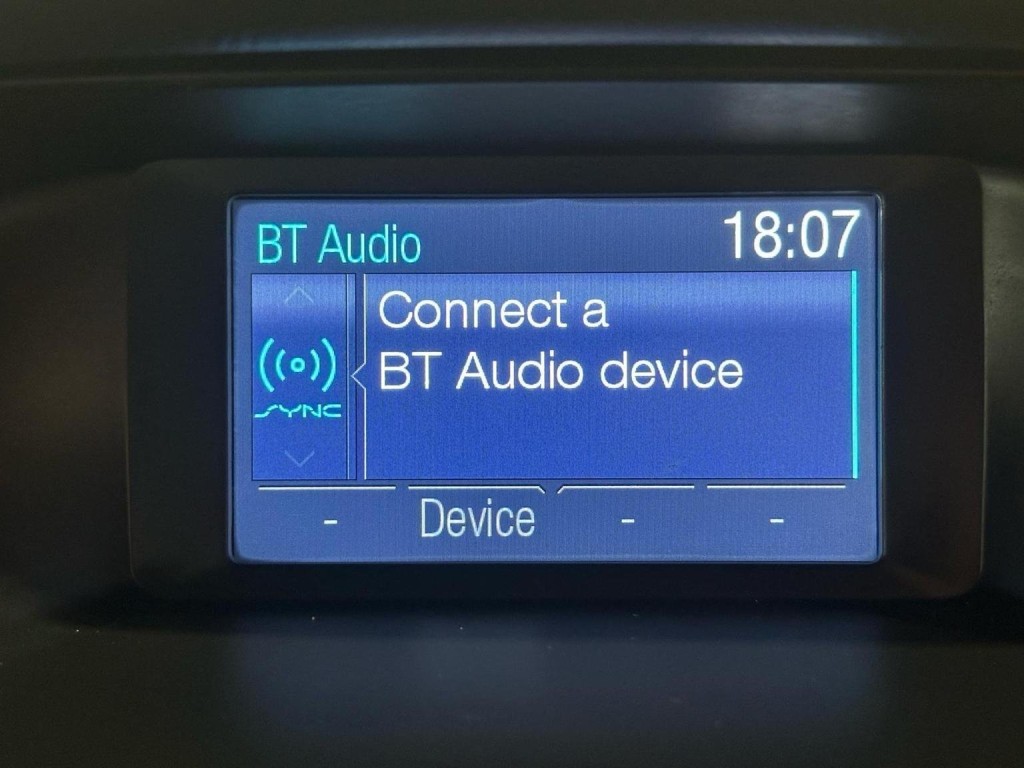 BT Audio 18:07
Connect a
BT Audio device
SYNC
- Device - -